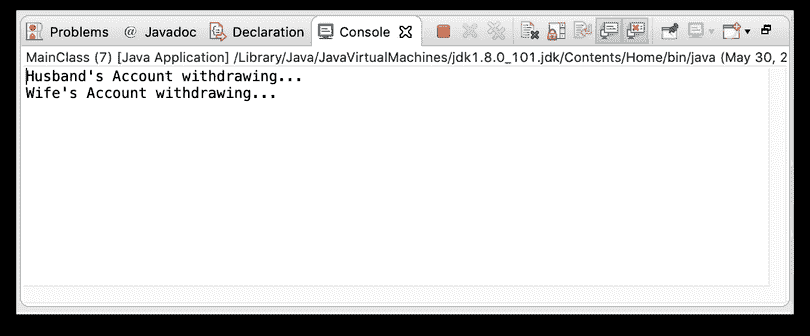 Problems @ Javadoc Declaration Console
MainClass (7) [Java Application] /Library/Java/JavaVirtualMachines/jdk1.8.0_101.jdk/Contents/Home/bin/java (May 30, 2
Husband's Account withdrawing...
Wife's Account withdrawing...